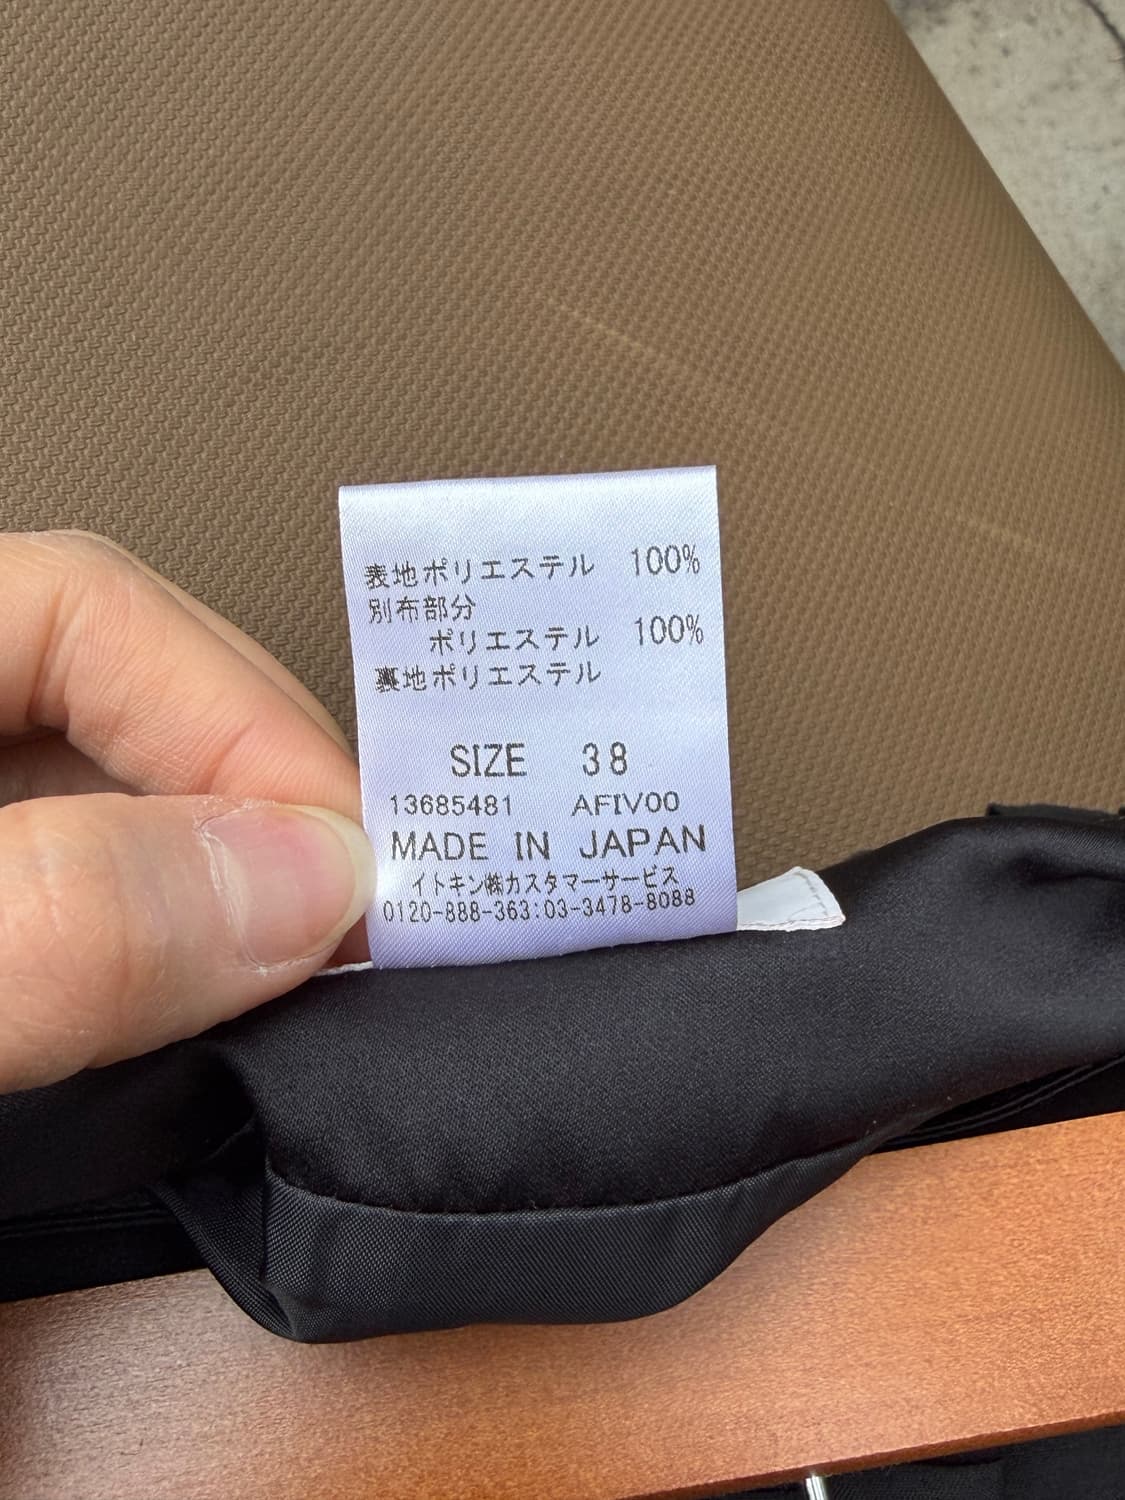 表地ポリエステル 100%
別布部分
ポリエステル 100%
裏地ポリエステル
SIZE 38
13685481 AFIV00
MADE IN JAPAN
イトキン㈱カスタマーサービス
0120-888-363:03-3478-8088